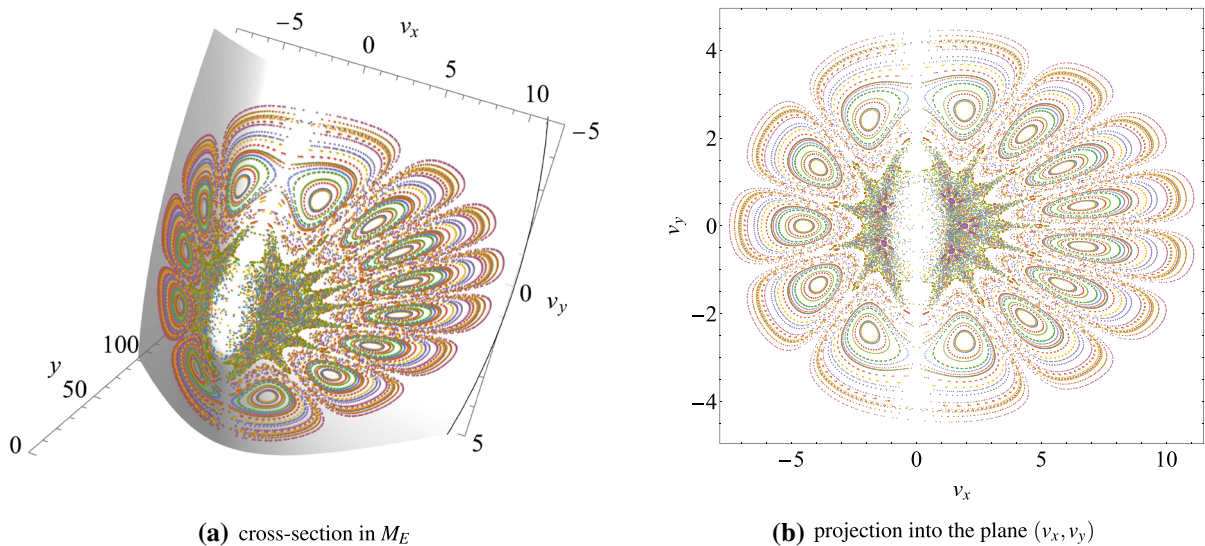 −5
0
v_x
5
10
−5
0
v_y
5
100
y
50
0
(a) cross-section in M_E
4
2
v_y 0
−2
−4
−5 0 5 10
v_x
(b) projection into the plane (v_x, v_y)